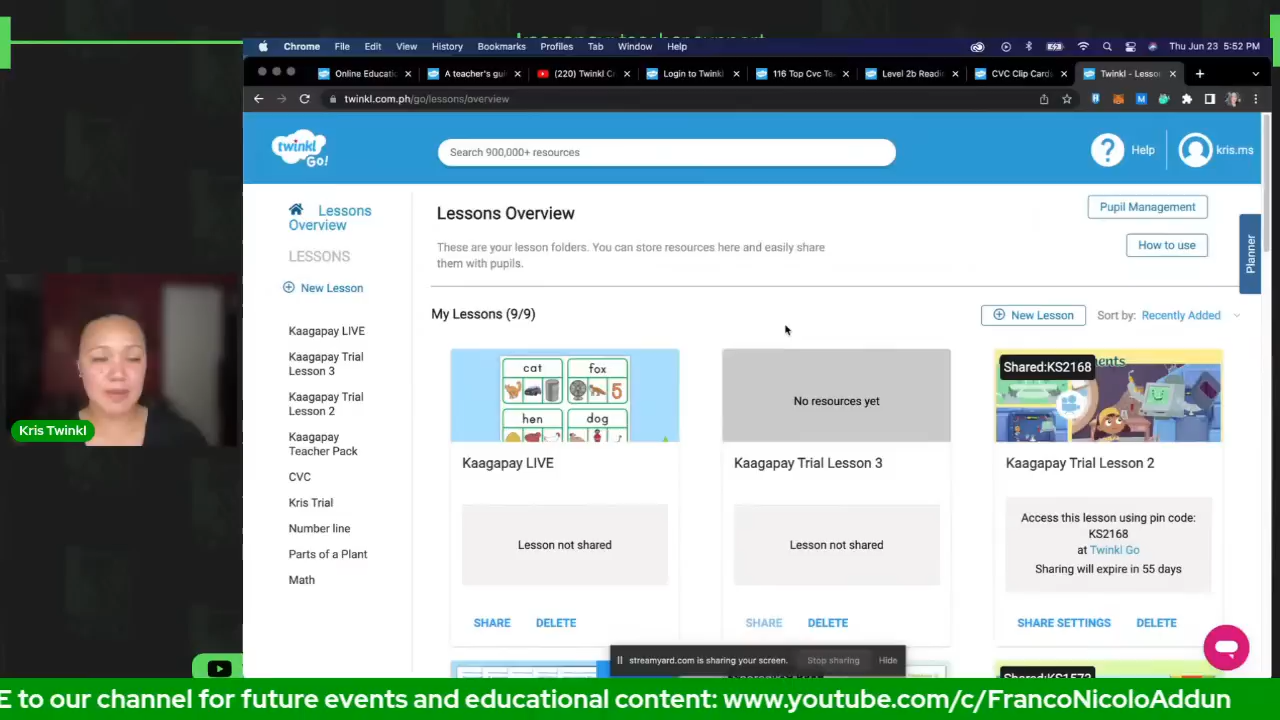 Chrome File Edit View History Bookmarks Profiles Tab Window Help
Thu Jun 23 5:52 PM
Online Educatic
A teacher's gui
(220) Twinkl C
Login to Twinkl
116 Top Cvc Te
Level 2b Readi
CVC Clip Cards
Twinkl - Lesson
twinkl.com.ph/go/lessons/overview
twinkl
Go!
Search 900,000+ resources
? Help
kris.ms
Lessons
Overview
LESSONS
New Lesson
Kaagapay LIVE
Kaagapay Trial
Lesson 3
Kaagapay Trial
Lesson 2
Kaagapay
Teacher Pack
CVC
Kris Trial
Number line
Parts of a Plant
Math
Lessons Overview
Pupil Management
These are your lesson folders. You can store resources here and easily share
them with pupils.
How to use
Planner
My Lessons (9/9)
New Lesson
Sort by: Recently Added
cat
fox
5
hen
dog
Kaagapay LIVE
Lesson not shared
SHARE DELETE
No resources yet
Kaagapay Trial Lesson 3
Lesson not shared
SHARE DELETE
Shared:KS2168
Kaagapay Trial Lesson 2
Access this lesson using pin code:
KS2168
at Twinkl Go
Sharing will expire in 55 days
SHARE SETTINGS DELETE
streamyard.com is sharing your screen. Stop sharing Hide
Kris Twinkl
E to our channel for future events and educational content: www.youtube.com/c/FrancoNicoloAddun